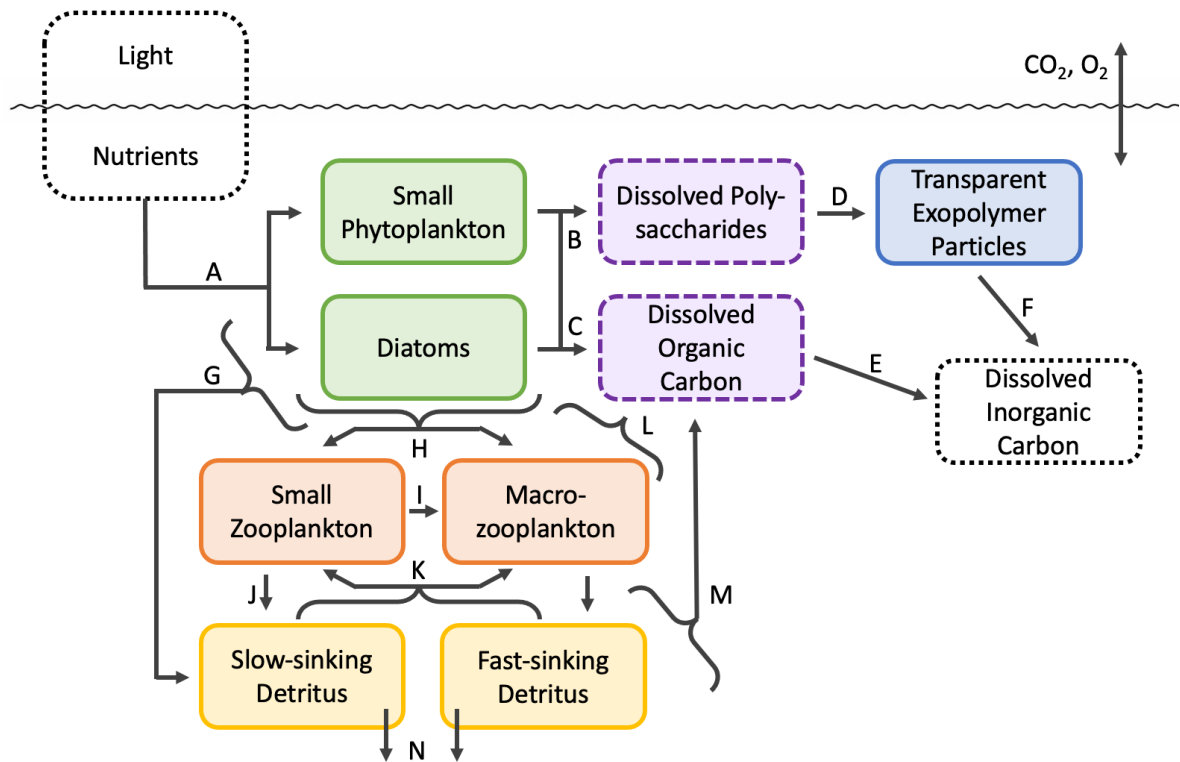 Light
CO₂, O₂
Nutrients
Small
Phytoplankton
Dissolved Poly-
saccharides
D
Transparent
Exopolymer
Particles
B
A
F
Diatoms
C
Dissolved
Organic
Carbon
E
Dissolved
Inorganic
Carbon
G
H
L
Small
Zooplankton
I
Macro-
zooplankton
K
J
M
Slow-sinking
Detritus
Fast-sinking
Detritus
N